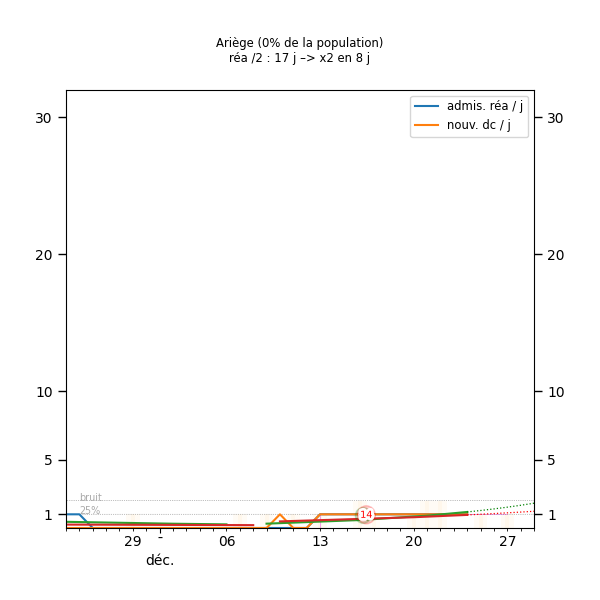 Ariège (0% de la population)
réa /2 : 17 j –> x2 en 8 j
admis. réa / j
nouv. dc / j
30 30
20 20
10 10
5 5
bruit
25%
1 14 1
29 - 06 13 20 27
déc.